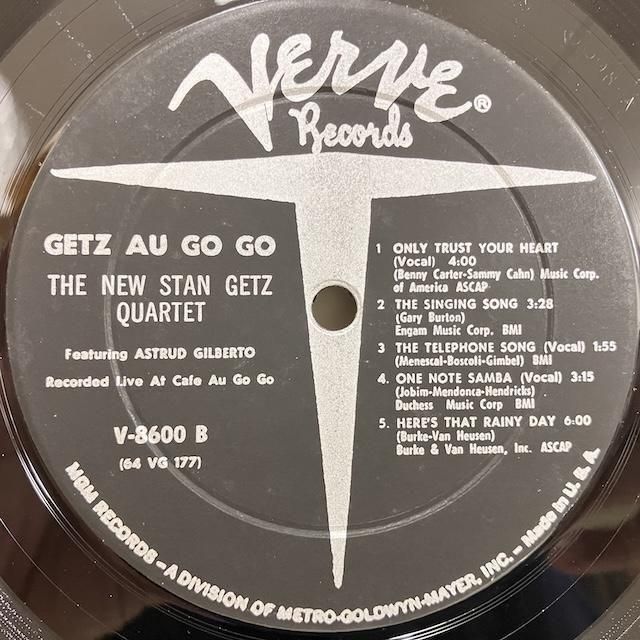 Verve®
Records
GETZ AU GO GO
THE NEW STAN GETZ
QUARTET
Featuring ASTRUD GILBERTO
Recorded Live At Cafe Au Go Go
V-8600 B
(64 VG 177)
1 ONLY TRUST YOUR HEART
(Vocal) 4:00
(Benny Carter-Sammy Cahn) Music Corp.
of America ASCAP
2 THE SINGING SONG 3:28
(Gary Burton)
Engam Music Corp. BMI
3 THE TELEPHONE SONG (Vocal) 1:55
(Menescal-Boscoli-Gimbel) BMI
4. ONE NOTE SAMBA (Vocal) 3:15
(Jobim-Mendonca-Hendricks)
Duchess Music Corp BMI
5. HERE'S THAT RAINY DAY 6:00
(Burke-Van Heusen)
Burke & Van Heusen, Inc. ASCAP
MGM RECORDS - A DIVISION OF METRO-GOLDWYN-MAYER, INC. - Made in U. S. A.